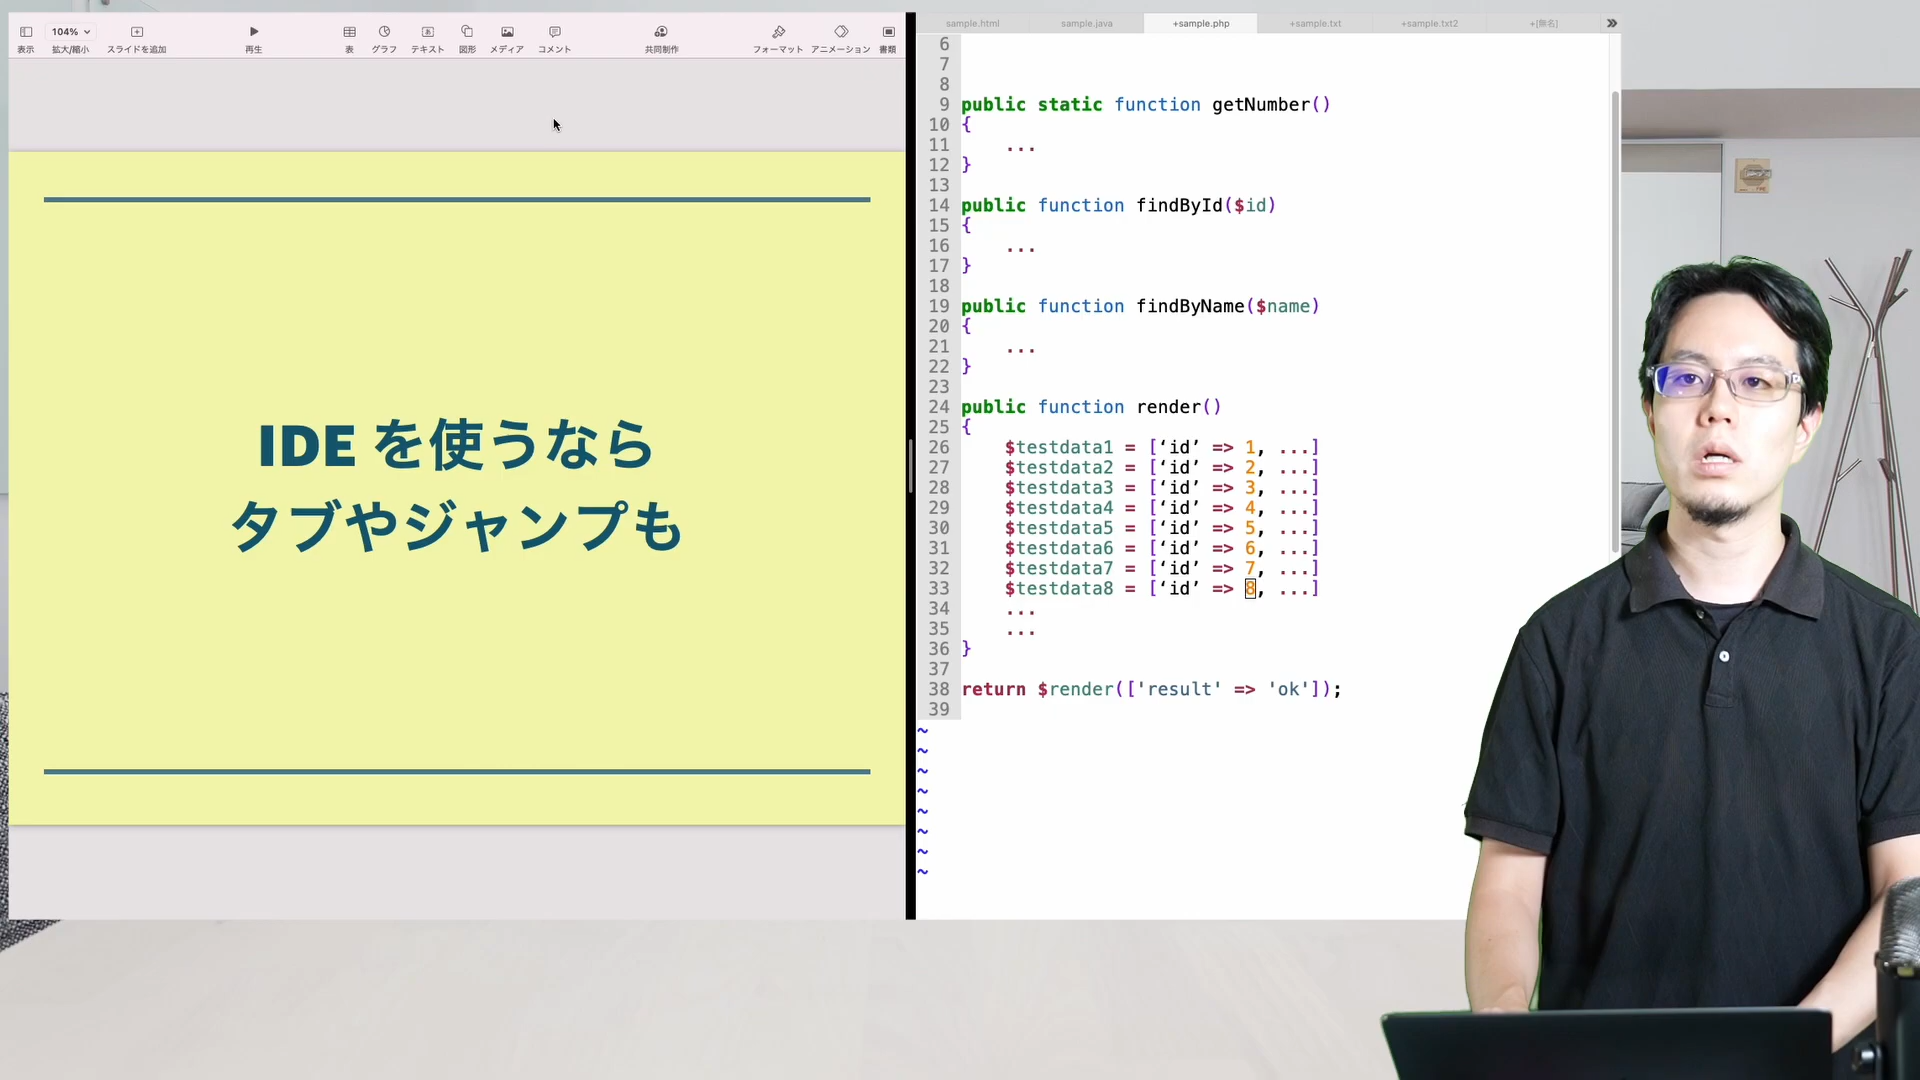 104%
表示
拡大/縮小
スライドを追加
再生
表
グラフ
テキスト
図形
メディア
コメント
共同制作
フォーマット
アニメーション
書類
IDE を使うなら
タブやジャンプも
sample.html
sample.java
+sample.php
+sample.txt
+sample.txt2
+[無名]
»
6
7
8
9 public static function getNumber()
10 {
11     ...
12 }
13
14 public function findById($id)
15 {
16     ...
17 }
18
19 public function findByName($name)
20 {
21     ...
22 }
23
24 public function render()
25 {
26     $testdata1 = [‘id’ => 1, ...]
27     $testdata2 = [‘id’ => 2, ...]
28     $testdata3 = [‘id’ => 3, ...]
29     $testdata4 = [‘id’ => 4, ...]
30     $testdata5 = [‘id’ => 5, ...]
31     $testdata6 = [‘id’ => 6, ...]
32     $testdata7 = [‘id’ => 7, ...]
33     $testdata8 = [‘id’ => 8, ...]
34     ...
35     ...
36 }
37
38 return $render(['result' => 'ok']);
39
~
~
~
~
~
~
~
~